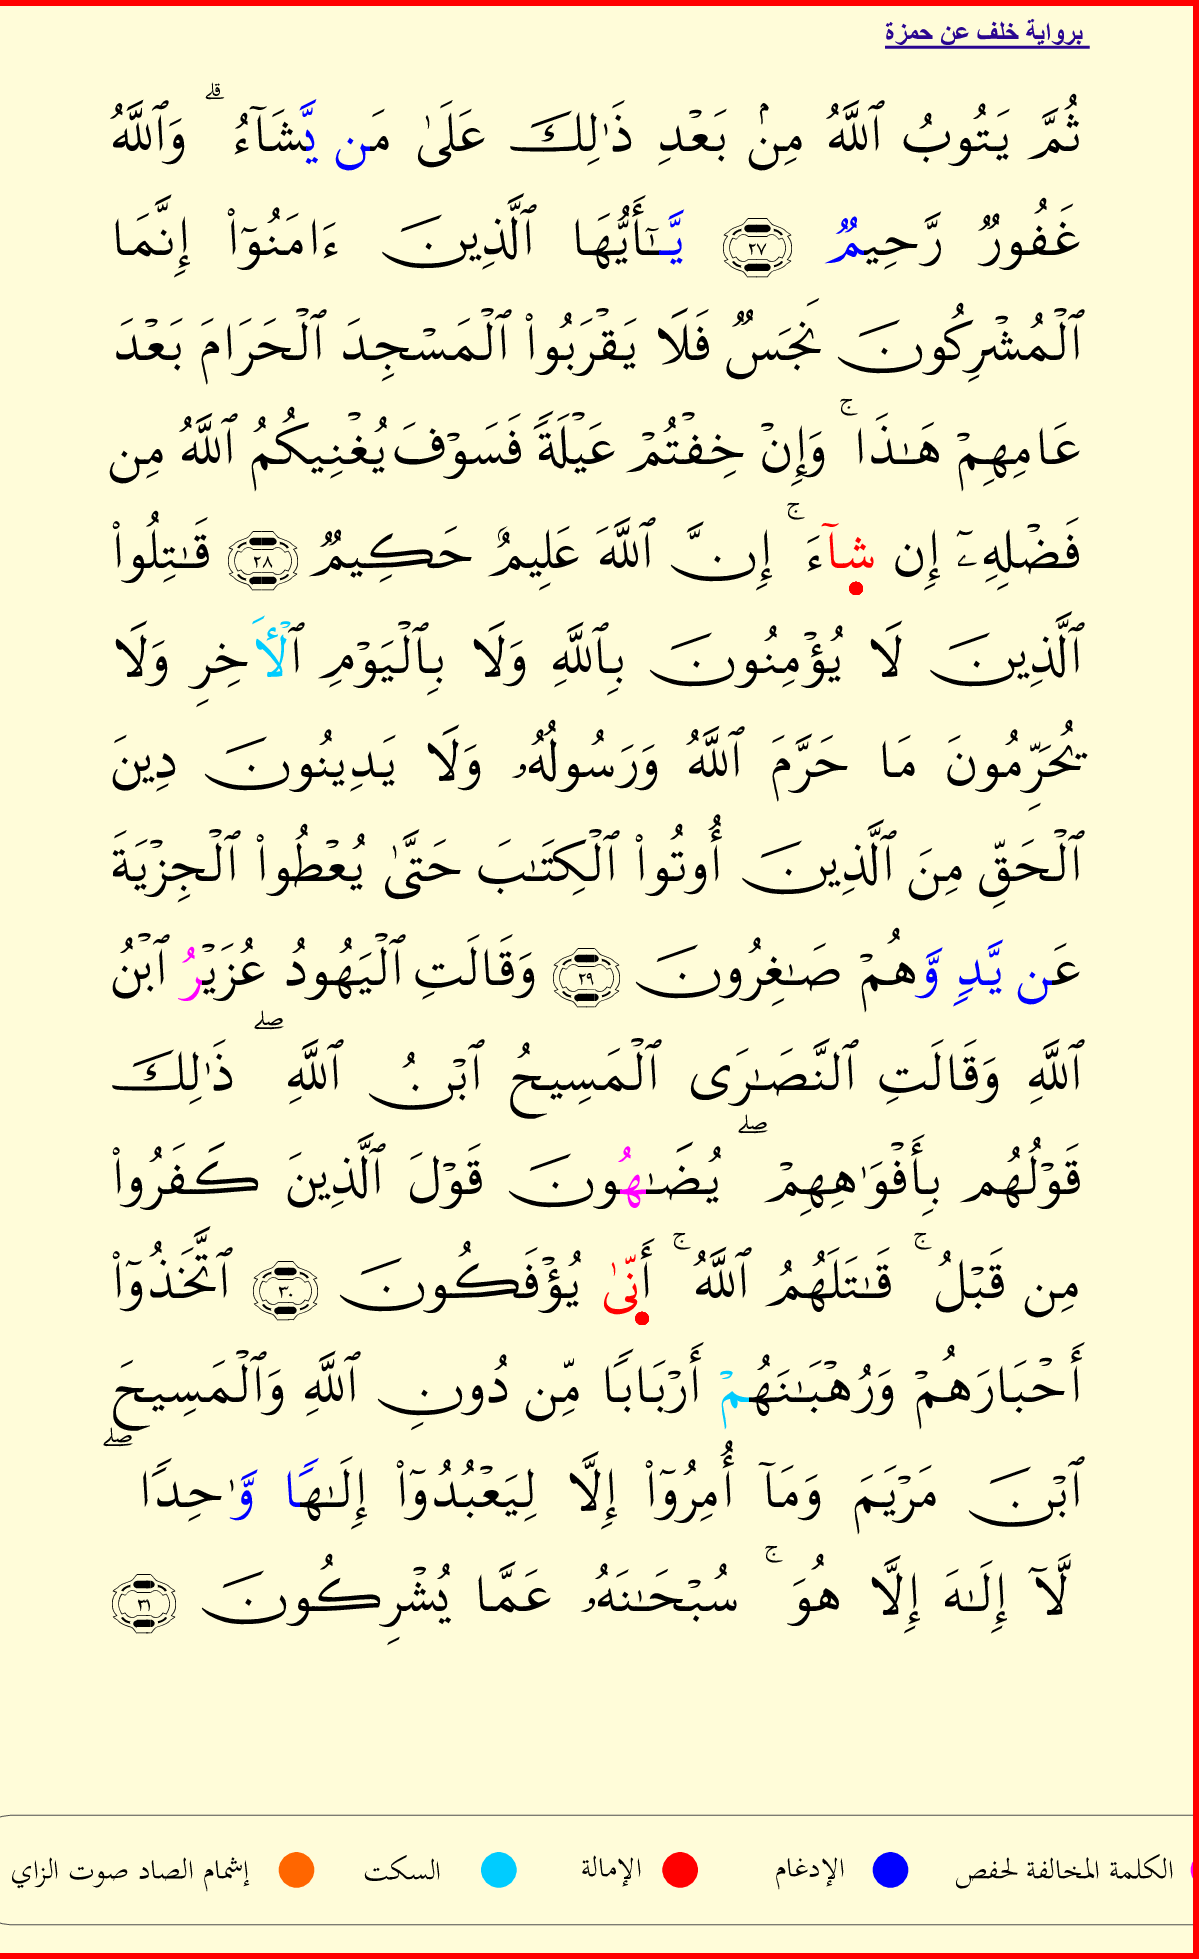 برواية خلف عن حمزة
ثُمَّ يَتُوبُ ٱللَّهُ مِنۢ بَعۡدِ ذَٰلِكَ عَلَىٰ مَن يَّشَآءُ ۗ وَٱللَّهُ
غَفُورٞ رَّحِيمٞ ٢٧ يَّـٰٓأَيُّهَا ٱلَّذِينَ ءَامَنُوٓاْ إِنَّمَا
ٱلۡمُشۡرِكُونَ نَجَسٞ فَلَا يَقۡرَبُواْ ٱلۡمَسۡجِدَ ٱلۡحَرَامَ بَعۡدَ
عَامِهِمۡ هَـٰذَا ۚ وَإِنۡ خِفۡتُمۡ عَيۡلَةٗ فَسَوۡفَ يُغۡنِيكُمُ ٱللَّهُ مِن
فَضۡلِهِۦٓ إِن شَآءَ ۚ إِنَّ ٱللَّهَ عَلِيمٌ حَكِيمٞ ٢٨ قَـٰتِلُواْ
ٱلَّذِينَ لَا يُؤۡمِنُونَ بِٱللَّهِ وَلَا بِٱلۡيَوۡمِ ٱلۡأَخِرِ وَلَا
يُحَرِّمُونَ مَا حَرَّمَ ٱللَّهُ وَرَسُولُهُۥ وَلَا يَدِينُونَ دِينَ
ٱلۡحَقِّ مِنَ ٱلَّذِينَ أُوتُواْ ٱلۡكِتَـٰبَ حَتَّىٰ يُعۡطُواْ ٱلۡجِزۡيَةَ
عَن يَّدٖ وَّهُمۡ صَـٰغِرُونَ ٢٩ وَقَالَتِ ٱلۡيَهُودُ عُزَيۡرُ ٱبۡنُ
ٱللَّهِ وَقَالَتِ ٱلنَّصَـٰرَى ٱلۡمَسِيحُ ٱبۡنُ ٱللَّهِ ۖ ذَٰلِكَ
قَوۡلُهُم بِأَفۡوَٰهِهِمۡ ۖ يُضَـٰهُونَ قَوۡلَ ٱلَّذِينَ كَفَرُواْ
مِن قَبۡلُ ۚ قَـٰتَلَهُمُ ٱللَّهُ ۚ أَنّىٰ يُؤۡفَكُونَ ٣٠ ٱتَّخَذُوٓاْ
أَحۡبَارَهُمۡ وَرُهۡبَـٰنَهُمۡ أَرۡبَابٗا مِّن دُونِ ٱللَّهِ وَٱلۡمَسِيحَ
ٱبۡنَ مَرۡيَمَ وَمَآ أُمِرُوٓاْ إِلَّا لِيَعۡبُدُوٓاْ إِلَـٰهٗا وَّٰحِدٗا ۖ
لَّآ إِلَـٰهَ إِلَّا هُوَ ۚ سُبۡحَـٰنَهُۥ عَمَّا يُشۡرِكُونَ ٣١
الكلمة المخالفة لحفص الإدغام الإمالة السكت إشمام الصاد صوت الزاي